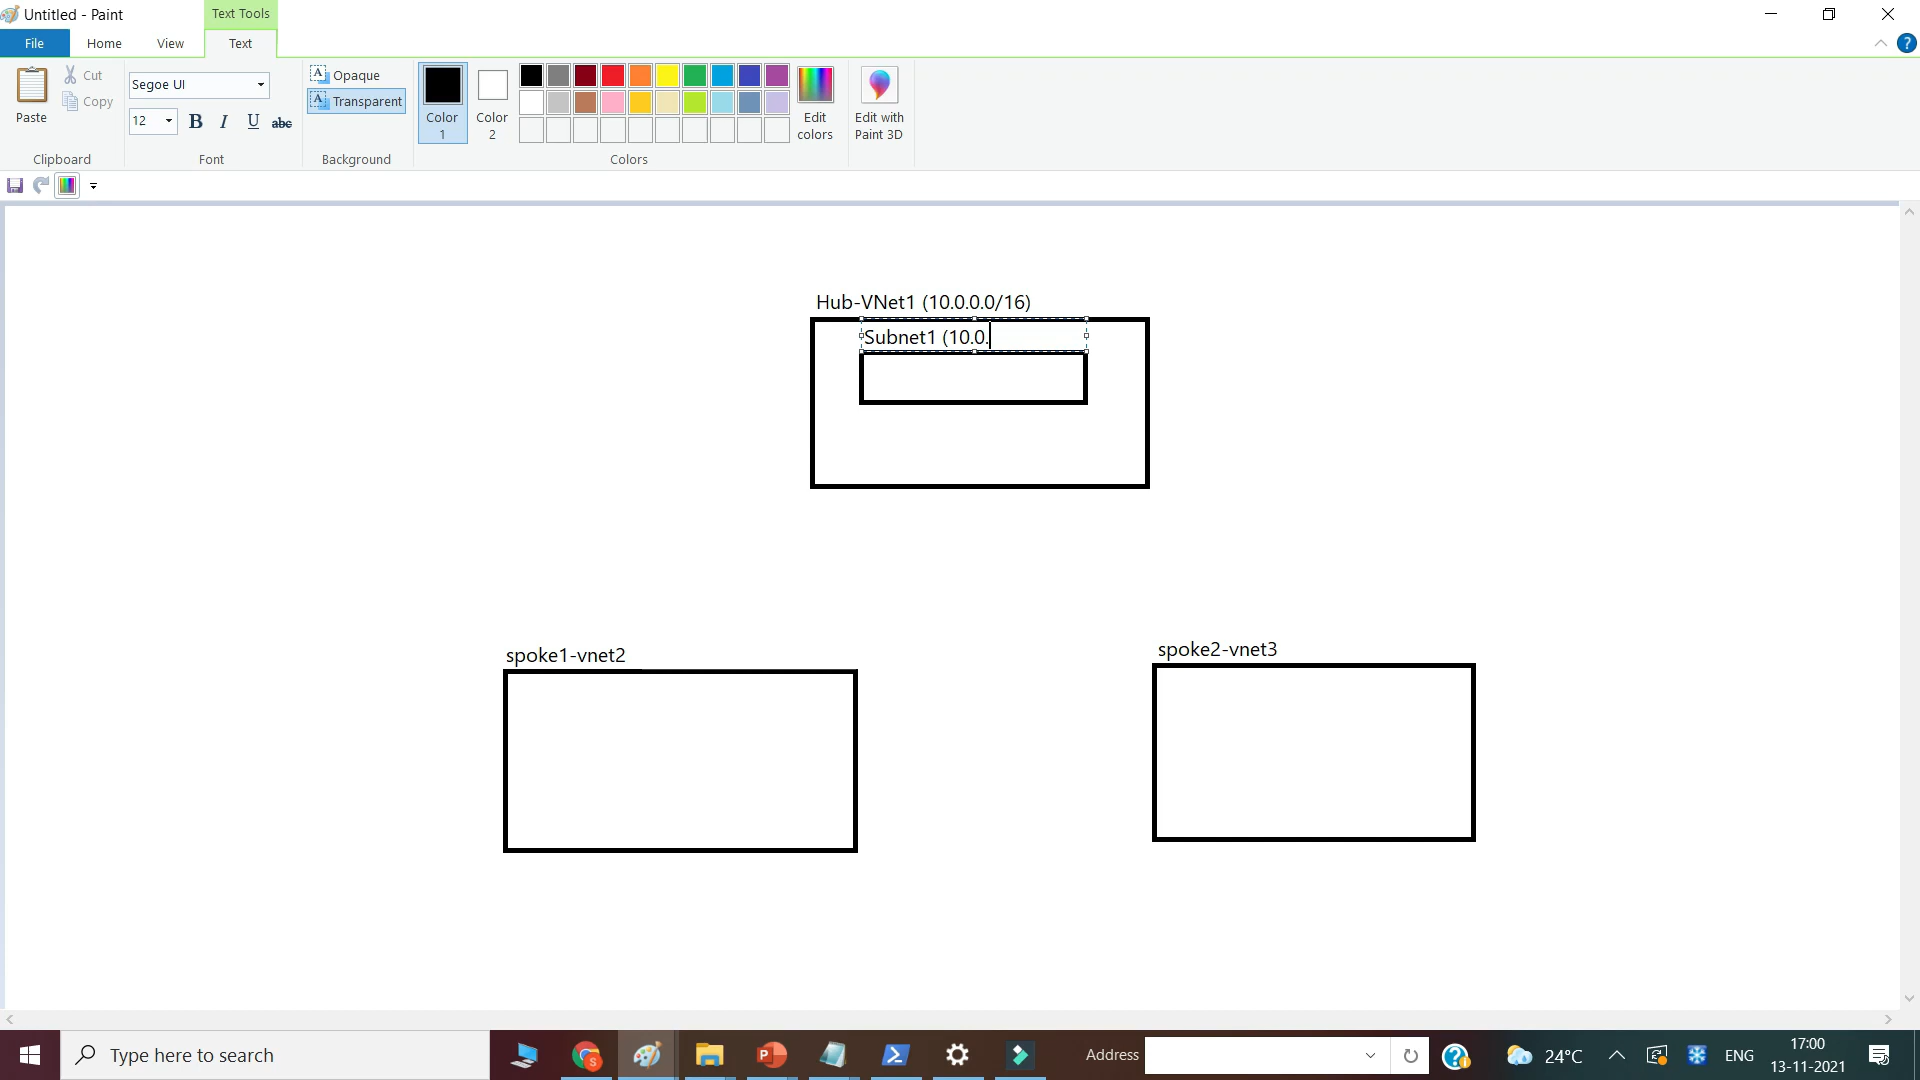 Untitled - Paint
Text Tools
File
Home
View
Text
Paste
Cut
Copy
Clipboard
Segoe UI
12
B I U abc
Font
Opaque
Transparent
Background
Color 1
Color 2
Edit colors
Colors
Edit with Paint 3D
Hub-VNet1 (10.0.0.0/16)
Subnet1 (10.0.
spoke1-vnet2
spoke2-vnet3
Type here to search
Address
24°C
ENG
17:00
13-11-2021